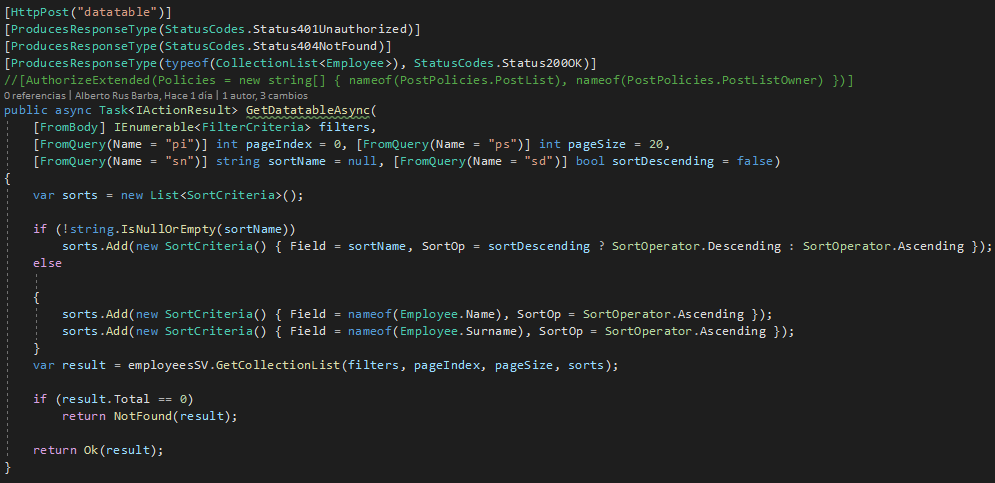 [HttpPost("datatable")]
[ProducesResponseType(StatusCodes.Status401Unauthorized)]
[ProducesResponseType(StatusCodes.Status404NotFound)]
[ProducesResponseType(typeof(CollectionList<Employee>), StatusCodes.Status200OK)]
//[AuthorizeExtended(Policies = new string[] { nameof(PostPolicies.PostList), nameof(PostPolicies.PostListOwner) })]
0 referencias | Alberto Rus Barba, Hace 1 día | 1 autor, 3 cambios
public async Task<IActionResult> GetDatatableAsync(
    [FromBody] IEnumerable<FilterCriteria> filters,
    [FromQuery(Name = "pi")] int pageIndex = 0, [FromQuery(Name = "ps")] int pageSize = 20,
    [FromQuery(Name = "sn")] string sortName = null, [FromQuery(Name = "sd")] bool sortDescending = false)
{
    var sorts = new List<SortCriteria>();
    if (!string.IsNullOrEmpty(sortName))
        sorts.Add(new SortCriteria() { Field = sortName, SortOp = sortDescending ? SortOperator.Descending : SortOperator.Ascending });
    else
    {
        sorts.Add(new SortCriteria() { Field = nameof(Employee.Name), SortOp = SortOperator.Ascending });
        sorts.Add(new SortCriteria() { Field = nameof(Employee.Surname), SortOp = SortOperator.Ascending });
    }
    var result = employeesSV.GetCollectionList(filters, pageIndex, pageSize, sorts);
    if (result.Total == 0)
        return NotFound(result);
    return Ok(result);
}